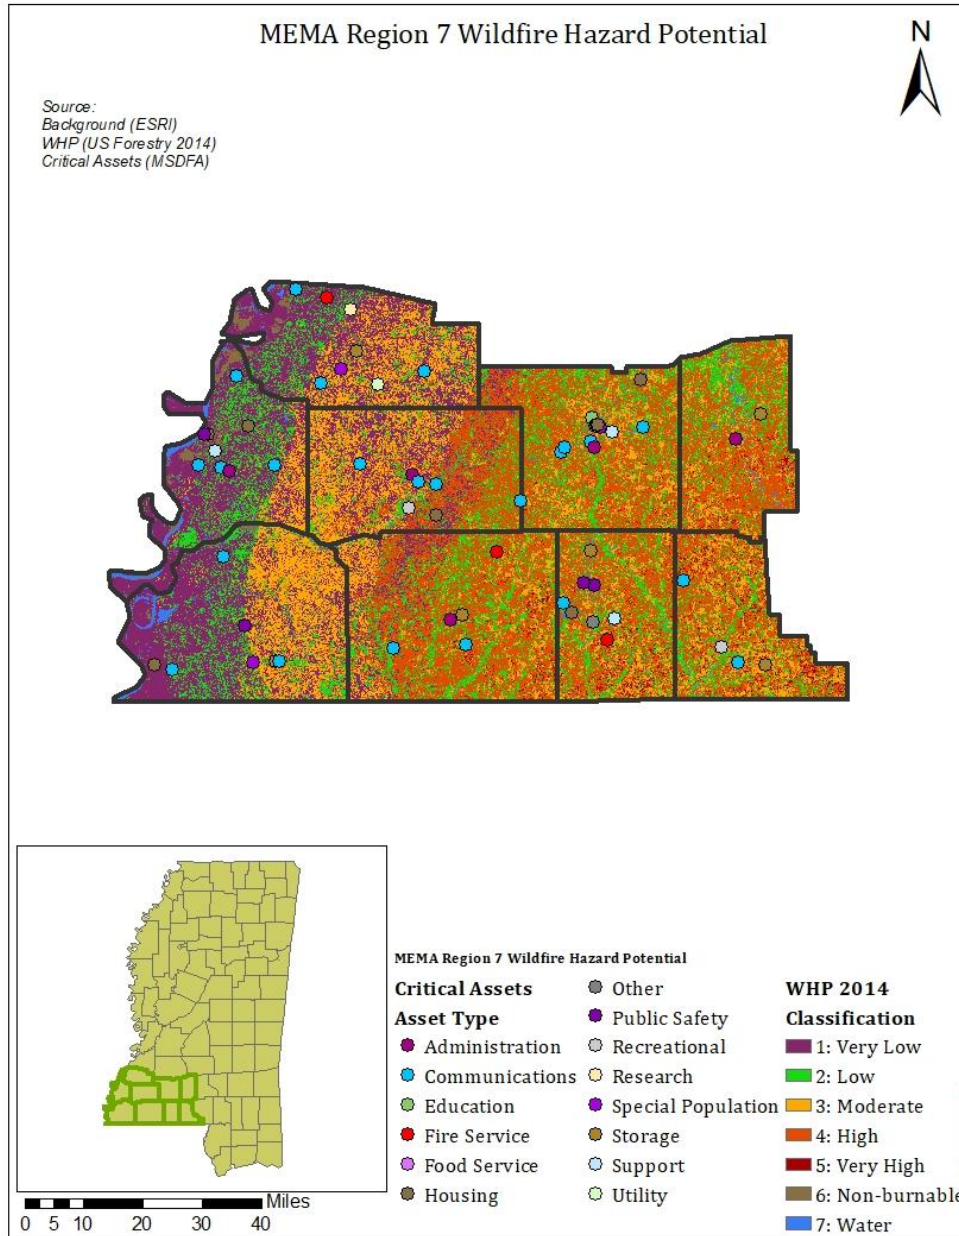 MEMA Region 7 Wildfire Hazard Potential
N
Source:
Background (ESRI)
WHP (US Forestry 2014)
Critical Assets (MSDFA)
MEMA Region 7 Wildfire Hazard Potential
Critical Assets
Asset Type
Administration
Communications
Education
Fire Service
Food Service
Housing
Other
Public Safety
Recreational
Research
Special Population
Storage
Support
Utility
WHP 2014
Classification
1: Very Low
2: Low
3: Moderate
4: High
5: Very High
6: Non-burnable
7: Water
Miles
0 5 10 20 30 40